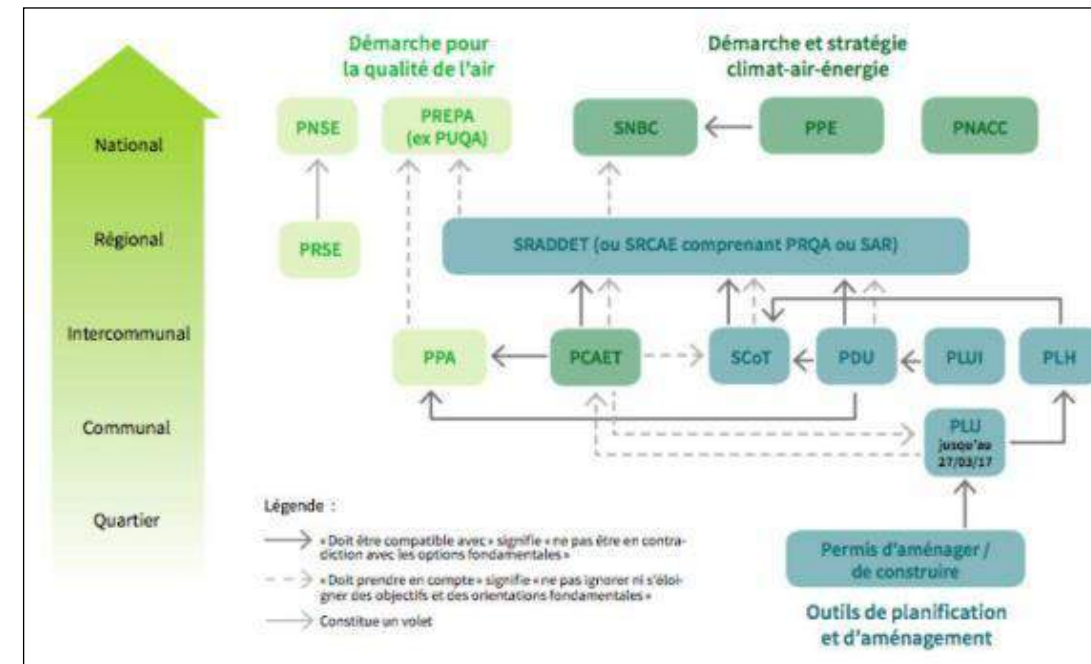 Démarche pour
la qualité de l'air
Démarche et stratégie
climat-air-énergie
National
PNSE
PREPA
(ex PUQA)
SNBC
PPE
PNACC
Régional
PRSE
SRADDET (ou SRCAE comprenant PRQA ou SAR)
Intercommunal
PPA
PCAET
SCoT
PDU
PLUI
PLH
Communal
PLU
jusqu'au
27/03/17
Quartier
Légende :
« Doit être compatible avec » signifie « ne pas être en contra-
diction avec les options fondamentales »
« Doit prendre en compte » signifie « ne pas ignorer ni s'éloi-
gner des objectifs et des orientations fondamentales »
Constitue un volet
Permis d'aménager /
de construire
Outils de planification
et d'aménagement